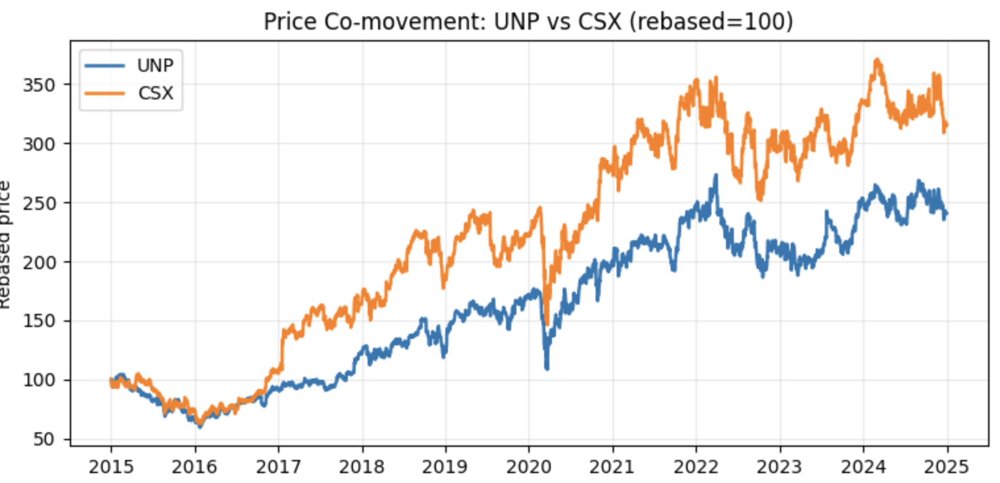 Price Co-movement: UNP vs CSX (rebased=100)
UNP
CSX
Rebased price
350
300
250
200
150
100
50
2015 2016 2017 2018 2019 2020 2021 2022 2023 2024 2025